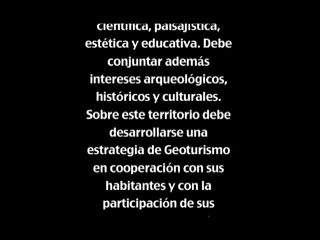 científica, paisajística,
estética y educativa. Debe
conjuntar además
intereses arqueológicos,
históricos y culturales.
Sobre este territorio debe
desarrollarse una
estrategia de Geoturismo
en cooperación con sus
habitantes y con la
participación de sus